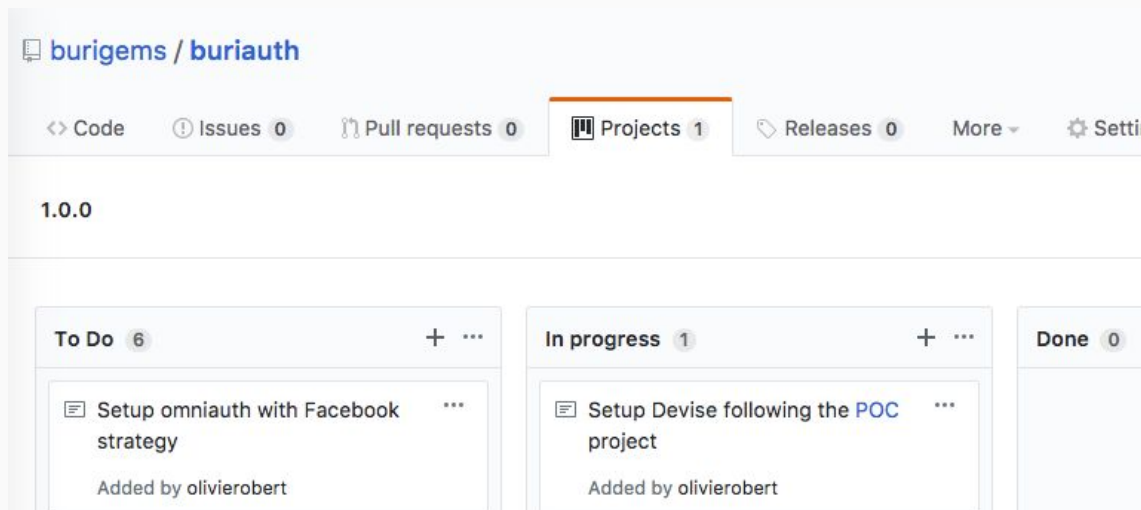 burigems / buriauth
Code Issues 0 Pull requests 0 Projects 1 Releases 0 More Setti
1.0.0
To Do 6
In progress 1
Done 0
Setup omniauth with Facebook
strategy
Added by olivierobert
Setup Devise following the POC
project
Added by olivierobert